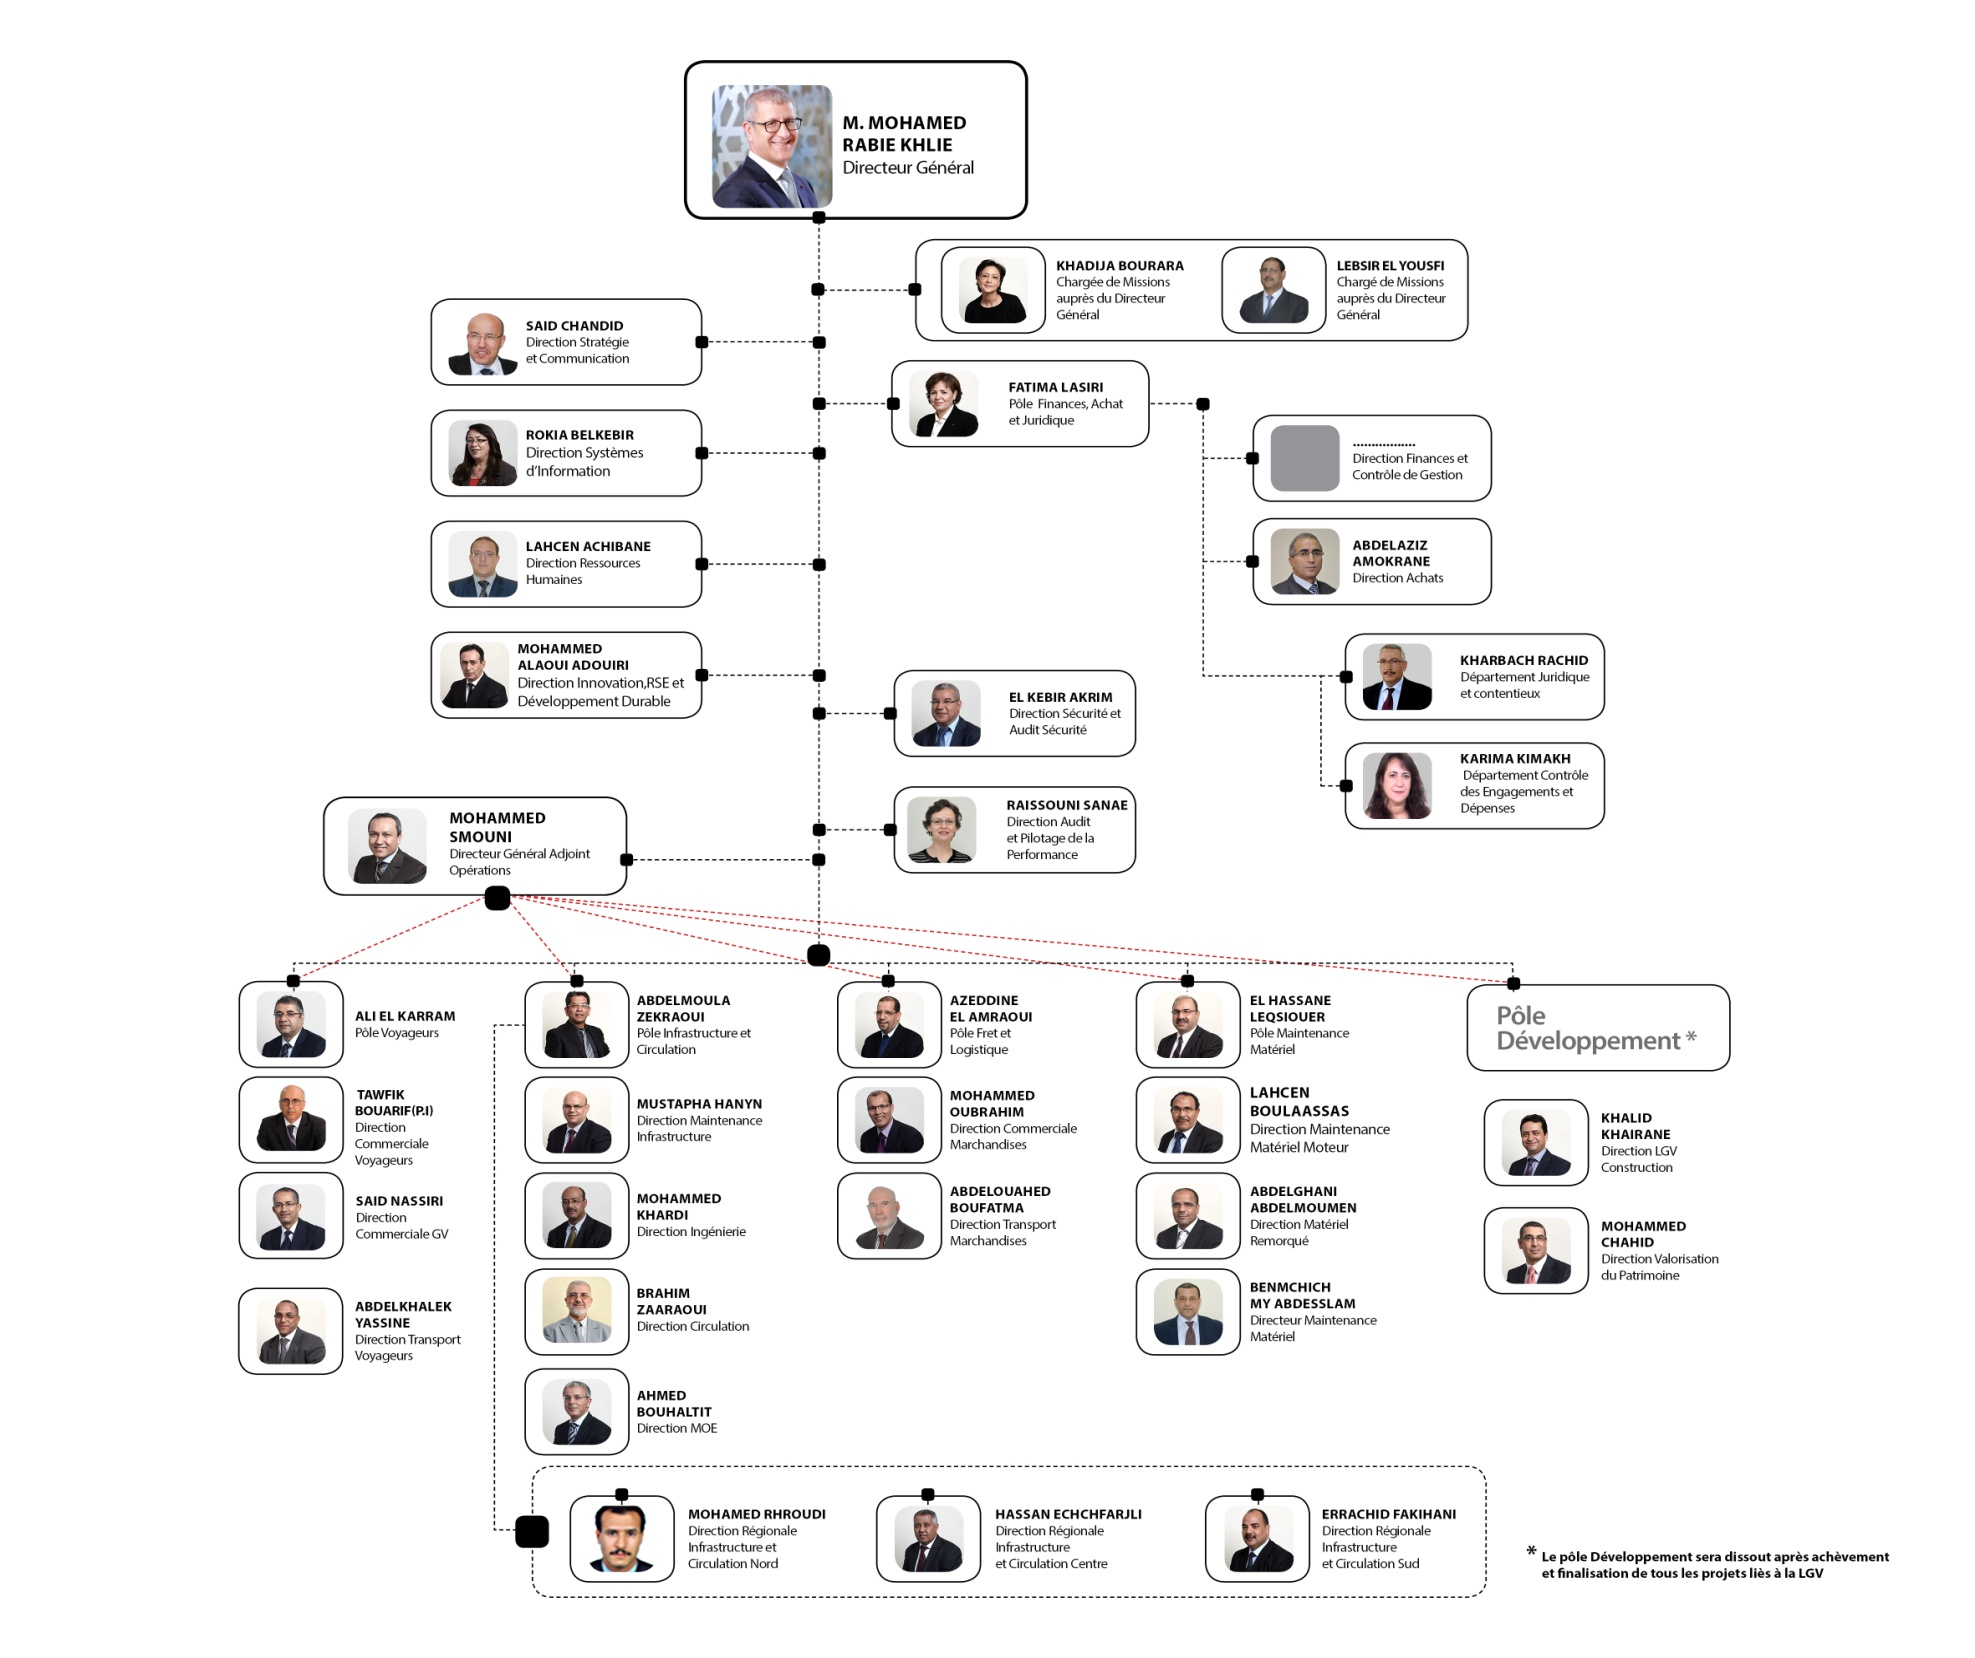 M. MOHAMED
RABIE KHLIE
Directeur Général
KHADIJA BOURARA
Chargée de Missions
auprès du Directeur
Général
LEBSIR EL YOUSFI
Chargé de Missions
auprès du Directeur
Général
SAID CHANDID
Direction Stratégie
et Communication
FATIMA LASIRI
Pôle Finances, Achat
et Juridique
ROKIA BELKEBIR
Direction Systèmes
d'Information
.................
Direction Finances et
Contrôle de Gestion
LAHCEN ACHIBANE
Direction Ressources
Humaines
ABDELAZIZ
AMOKRANE
Direction Achats
MOHAMMED
ALAOUI ADOUIRI
Direction Innovation,RSE et
Développement Durable
KHARBACH RACHID
Département Juridique
et contentieux
EL KEBIR AKRIM
Direction Sécurité et
Audit Sécurité
KARIMA KIMAKH
Département Contrôle
des Engagements et
Dépenses
RAISSOUNI SANAE
Direction Audit
et Pilotage de la
Performance
MOHAMMED
SMOUNI
Directeur Général Adjoint
Opérations
ALI EL KARRAM
Pôle Voyageurs
TAWFIK
BOUARIF(P.I)
Direction
Commerciale
Voyageurs
SAID NASSIRI
Direction
Commerciale GV
ABDELKHALEK
YASSINE
Direction Transport
Voyageurs
ABDELMOULA
ZEKRAOUI
Pôle Infrastructure et
Circulation
MUSTAPHA HANYN
Direction Maintenance
Infrastructure
MOHAMMED
KHARDI
Direction Ingénierie
BRAHIM
ZAARAOUI
Direction Circulation
AHMED
BOUHALTIT
Direction MOE
AZEDDINE
EL AMRAOUI
Pôle Fret et
Logistique
MOHAMMED
OUBRAHIM
Direction Commerciale
Marchandises
ABDELOUAHED
BOUFATMA
Direction Transport
Marchandises
EL HASSANE
LEQSIOUER
Pôle Maintenance
Matériel
LAHCEN
BOULAASSAS
Direction Maintenance
Matériel Moteur
ABDELGHANI
ABDELMOUMEN
Direction Matériel
Remorqué
BENMCHICH
MY ABDESSLAM
Directeur Maintenance
Matériel
Pôle
Développement *
KHALID
KHAIRANE
Direction LGV
Construction
MOHAMMED
CHAHID
Direction Valorisation
du Patrimoine
MOHAMED RHROUDI
Direction Régionale
Infrastructure et
Circulation Nord
HASSAN ECHCHFARJLI
Direction Régionale
Infrastructure
et Circulation Centre
ERRACHID FAKIHANI
Direction Régionale
Infrastructure
et Circulation Sud
* Le pôle Développement sera dissout après achèvement
et finalisation de tous les projets liès à la LGV